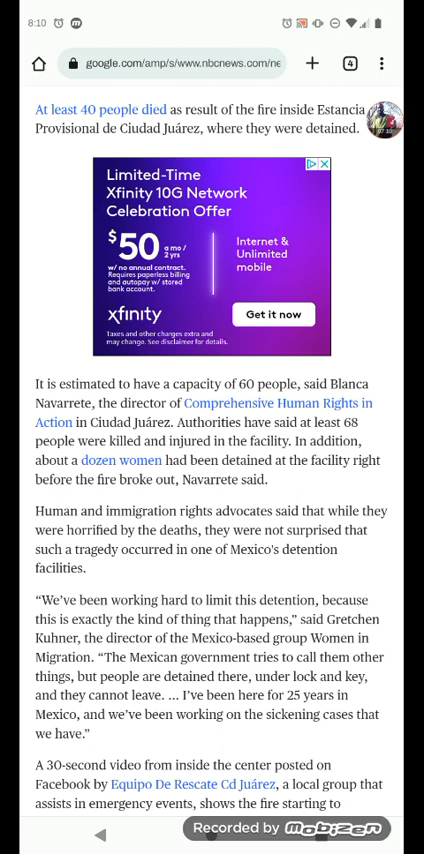 8:10
google.com/amp/s/www.nbcnews.com/ne
4
At least 40 people died as result of the fire inside Estancia
Provisional de Ciudad Juárez, where they were detained.
07:10
Limited-Time
Xfinity 10G Network
Celebration Offer
$50 a mo / 2 yrs
w/ no annual contract.
Requires paperless billing
and autopay w/ stored
bank account.
Internet &
Unlimited
mobile
xfinity
Get it now
Taxes and other charges extra and
may change. See disclaimer for details.
It is estimated to have a capacity of 60 people, said Blanca
Navarrete, the director of Comprehensive Human Rights in
Action in Ciudad Juárez. Authorities have said at least 68
people were killed and injured in the facility. In addition,
about a dozen women had been detained at the facility right
before the fire broke out, Navarrete said.
Human and immigration rights advocates said that while they
were horrified by the deaths, they were not surprised that
such a tragedy occurred in one of Mexico's detention
facilities.
“We’ve been working hard to limit this detention, because
this is exactly the kind of thing that happens,” said Gretchen
Kuhner, the director of the Mexico-based group Women in
Migration. “The Mexican government tries to call them other
things, but people are detained there, under lock and key,
and they cannot leave. ... I’ve been here for 25 years in
Mexico, and we’ve been working on the sickening cases that
we have.”
A 30-second video from inside the center posted on
Facebook by Equipo De Rescate Cd Juárez, a local group that
assists in emergency events, shows the fire starting to
Recorded by Mobizen